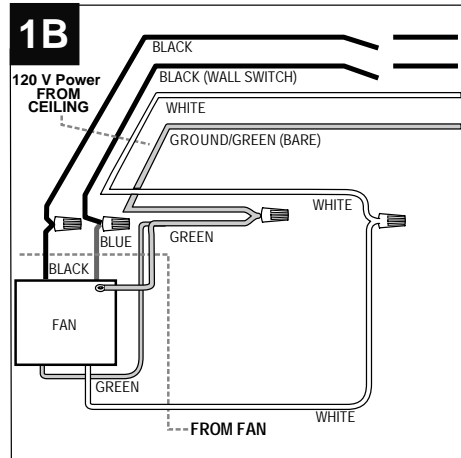 1B
BLACK
120 V Power
FROM
CEILING
BLACK (WALL SWITCH)
WHITE
GROUND/GREEN (BARE)
WHITE
BLUE
GREEN
BLACK
FAN
GREEN
WHITE
FROM FAN